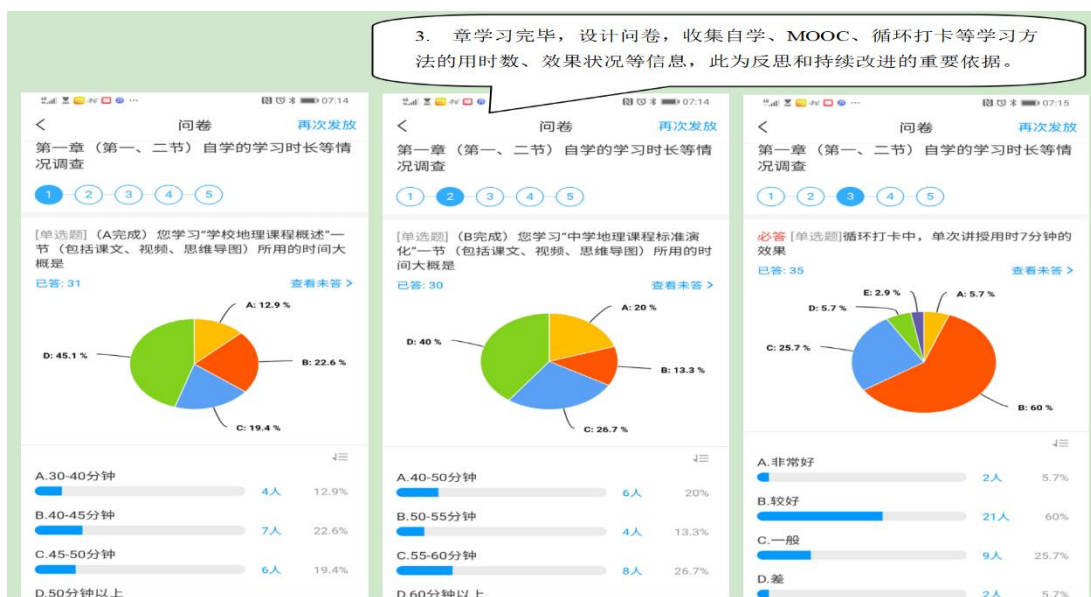 3. 章学习完毕，设计问卷，收集自学、MOOC、循环打卡等学习方
法的用时数、效果状况等信息，此为反思和持续改进的重要依据。
07:14
问卷
再次发放
第一章（第一、二节）自学的学习时长等情
况调查
1 2 3 4 5
[单选题]（A完成）您学习“学校地理课程概述”一
节（包括课文、视频、思维导图）所用的时间大
概是
已答: 31
查看未答 >
A: 12.9 %
D: 45.1 %
B: 22.6 %
C: 19.4 %
A.30-40分钟
4人 12.9%
B.40-45分钟
7人 22.6%
C.45-50分钟
6人 19.4%
D.50分钟以上
07:14
问卷
再次发放
第一章（第一、二节）自学的学习时长等情
况调查
1 2 3 4 5
[单选题]（B完成）您学习“中学地理课程标准演
化”一节（包括课文、视频、思维导图）所用的时
间大概是
已答: 30
查看未答 >
A: 20 %
D: 40 %
B: 13.3 %
C: 26.7 %
A.40-50分钟
6人 20%
B.50-55分钟
4人 13.3%
C.55-60分钟
8人 26.7%
D.60分钟以上
07:15
问卷
再次发放
第一章（第一、二节）自学的学习时长等情
况调查
1 2 3 4 5
必答 [单选题]循环打卡中，单次讲授用时7分钟的
效果
已答: 35
查看未答 >
E: 2.9 %
A: 5.7 %
D: 5.7 %
C: 25.7 %
B: 60 %
A.非常好
2人 5.7%
B.较好
21人 60%
C.一般
9人 25.7%
D.差
2人 5.7%